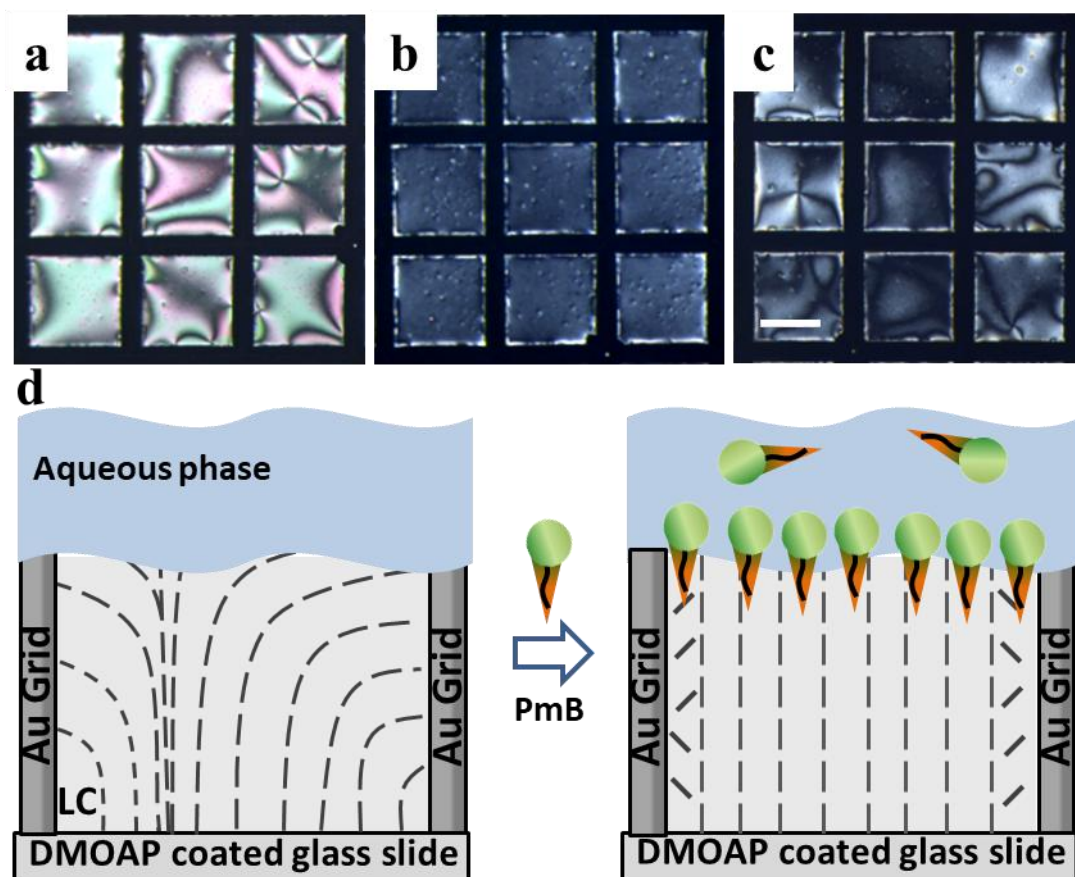 a
b
c
d
Aqueous phase
Au Grid
LC
Au Grid
DMOAP coated glass slide
PmB
Au Grid
Au Grid
DMOAP coated glass slide